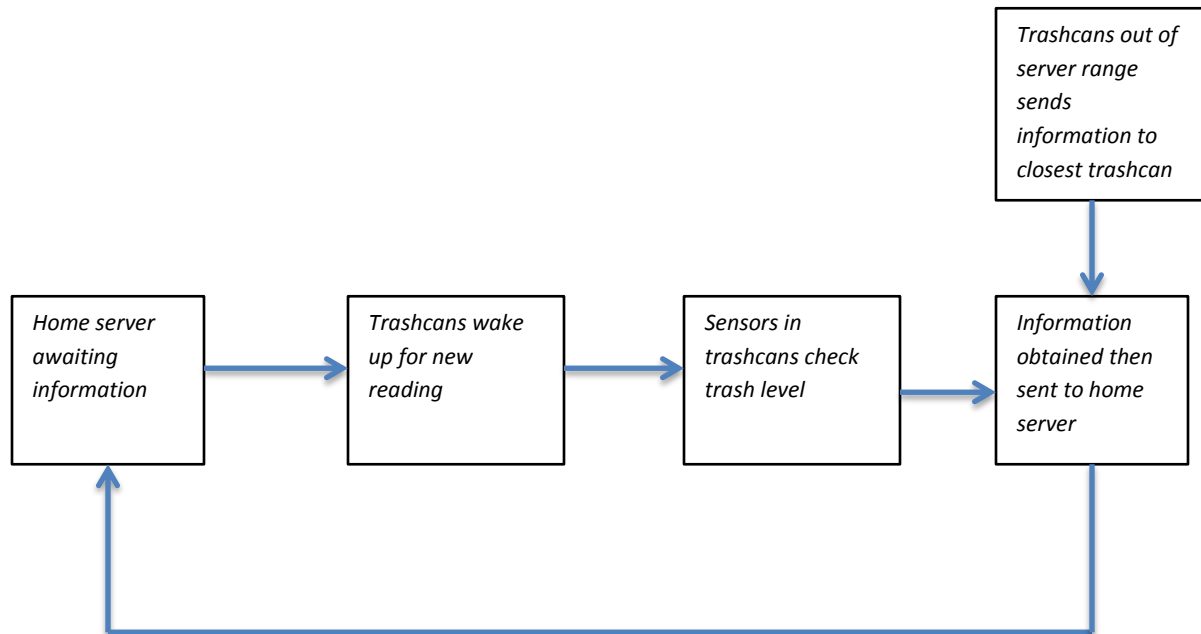 Trashcans out of
server range
sends
information to
closest trashcan
Home server
awaiting
information
Trashcans wake
up for new
reading
Sensors in
trashcans check
trash level
Information
obtained then
sent to home
server